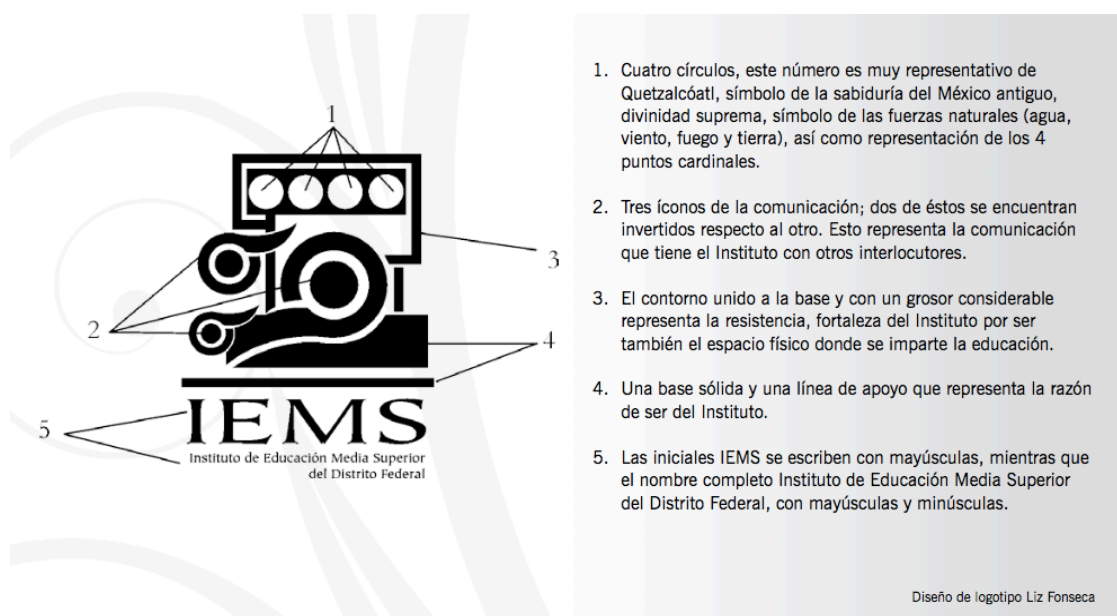 1
2
3
4
5
IEMS
Instituto de Educación Media Superior
del Distrito Federal
1. Cuatro círculos, este número es muy representativo de
Quetzalcóatl, símbolo de la sabiduría del México antiguo,
divinidad suprema, símbolo de las fuerzas naturales (agua,
viento, fuego y tierra), así como representación de los 4
puntos cardinales.
2. Tres íconos de la comunicación; dos de éstos se encuentran
invertidos respecto al otro. Esto representa la comunicación
que tiene el Instituto con otros interlocutores.
3. El contorno unido a la base y con un grosor considerable
representa la resistencia, fortaleza del Instituto por ser
también el espacio físico donde se imparte la educación.
4. Una base sólida y una línea de apoyo que representa la razón
de ser del Instituto.
5. Las iniciales IEMS se escriben con mayúsculas, mientras que
el nombre completo Instituto de Educación Media Superior
del Distrito Federal, con mayúsculas y minúsculas.
Diseño de logotipo Liz Fonseca